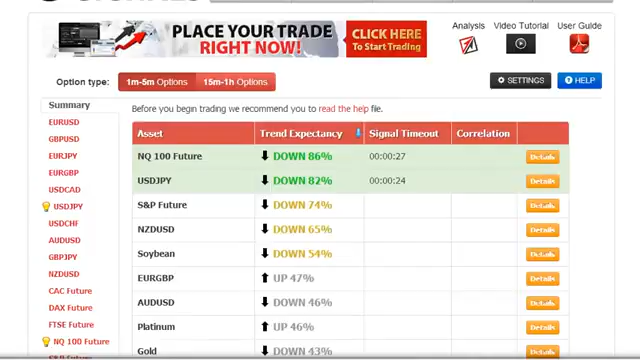 PLACE YOUR TRADE
RIGHT NOW!
CLICK HERE
To Start Trading
Analysis
Video Tutorial
User Guide
Option type:
1m-5m Options
15m-1h Options
SETTINGS
HELP
Summary
EURUSD
GBPUSD
EURJPY
EURGBP
USDCAD
USDJPY
USDCHF
AUDUSD
GBPJPY
NZDUSD
CAC Future
DAX Future
FTSE Future
NQ 100 Future
Before you begin trading we recommend you to read the help file.
Asset Trend Expectancy Signal Timeout Correlation
NQ 100 Future DOWN 86% 00:00:27 Details
USDJPY DOWN 82% 00:00:24 Details
S&P Future DOWN 74% Details
NZDUSD DOWN 65% Details
Soybean DOWN 54% Details
EURGBP UP 47% Details
AUDUSD DOWN 46% Details
Platinum UP 46% Details
Gold DOWN 43% Details